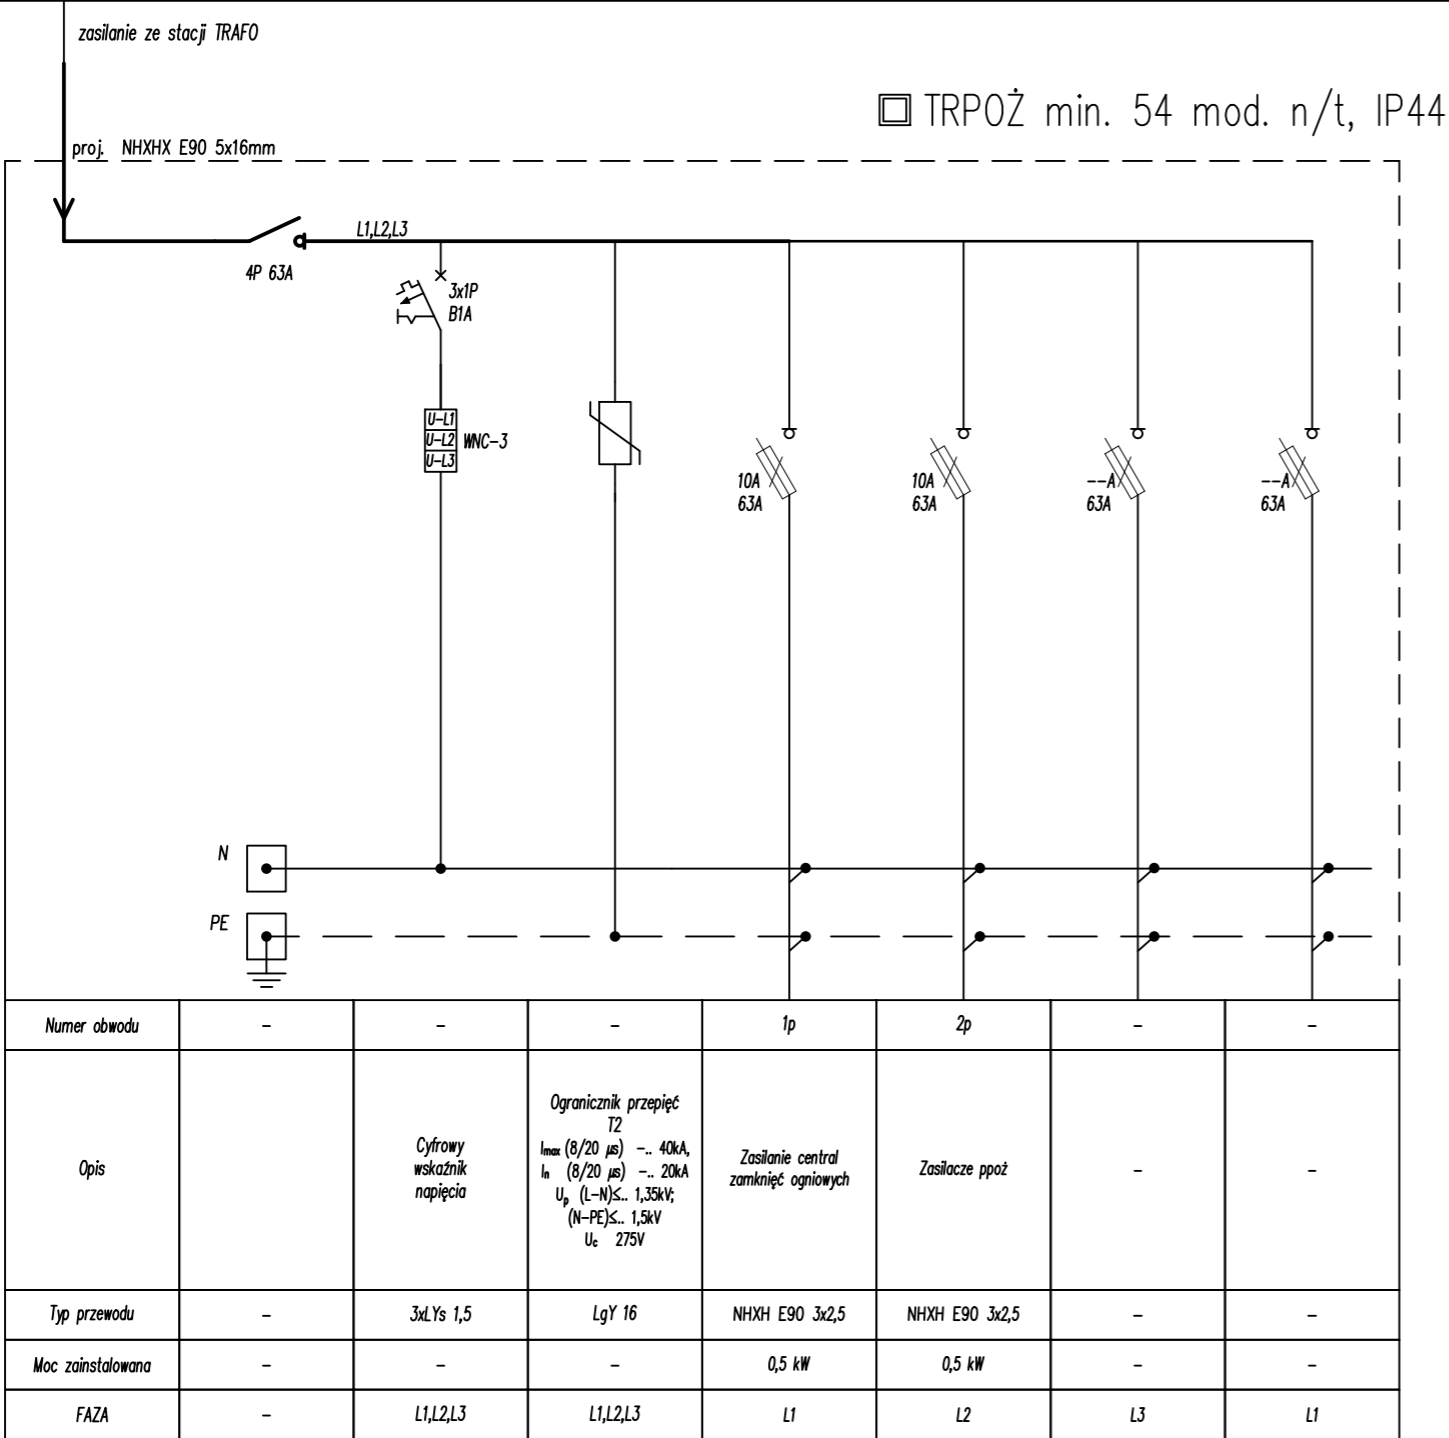 zasilanie ze stacji TRAFO
TRPOŻ min. 54 mod. n/t, IP44
proj. NHXHX E90 5x16mm
L1,L2,L3
4P 63A
3x1P
B1A
U-L1
U-L2
U-L3
WNC-3
10A
63A
10A
63A
--A
63A
--A
63A
N
PE
Numer obwodu - - - 1p 2p - -
Opis
Cyfrowy
wskaźnik
napięcia
Ogranicznik przepięć
T2
Imax (8/20 µs) -.. 40kA,
In (8/20 µs) -.. 20kA
Up (L-N)≤.. 1,35kV;
(N-PE)≤.. 1,5kV
Uc 275V
Zasilanie central
zamknięć ogniowych
Zasilacze ppoż
-
-
Typ przewodu - 3xLYs 1,5 LgY 16 NHXH E90 3x2,5 NHXH E90 3x2,5 - -
Moc zainstalowana - - - 0,5 kW 0,5 kW - -
FAZA - L1,L2,L3 L1,L2,L3 L1 L2 L3 L1